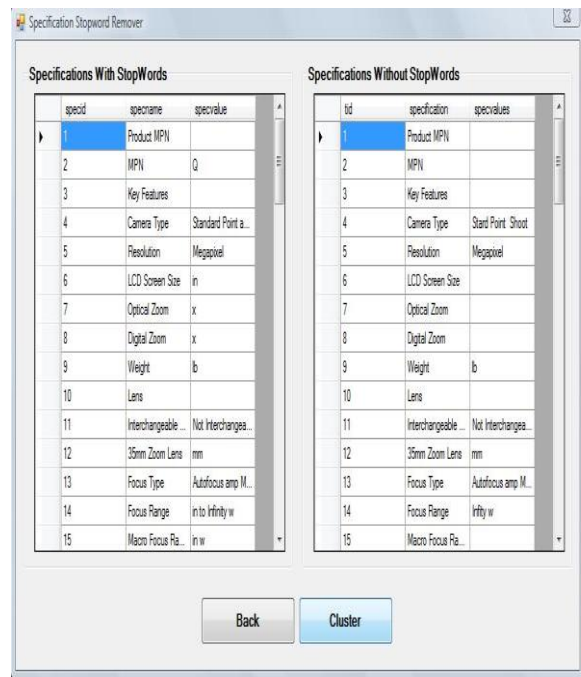 Specification Stopword Remover
Specifications With StopWords
specid specname specvalue
1 Product MPN
2 MPN Q
3 Key Features
4 Camera Type Standard Point a...
5 Resolution Megapixel
6 LCD Screen Size in
7 Optical Zoom x
8 Digital Zoom x
9 Weight lb
10 Lens
11 Interchangeable ... Not Interchangea...
12 35mm Zoom Lens mm
13 Focus Type Autofocus amp M...
14 Focus Range in to Infinity w
15 Macro Focus Ra... in w
Specifications Without StopWords
tid specification specvalues
1 Product MPN
2 MPN
3 Key Features
4 Camera Type Stard Point Shoot
5 Resolution Megapixel
6 LCD Screen Size
7 Optical Zoom
8 Digital Zoom
9 Weight lb
10 Lens
11 Interchangeable ... Not Interchangea...
12 35mm Zoom Lens mm
13 Focus Type Autofocus amp M...
14 Focus Range Infity w
15 Macro Focus Ra...
Back
Cluster